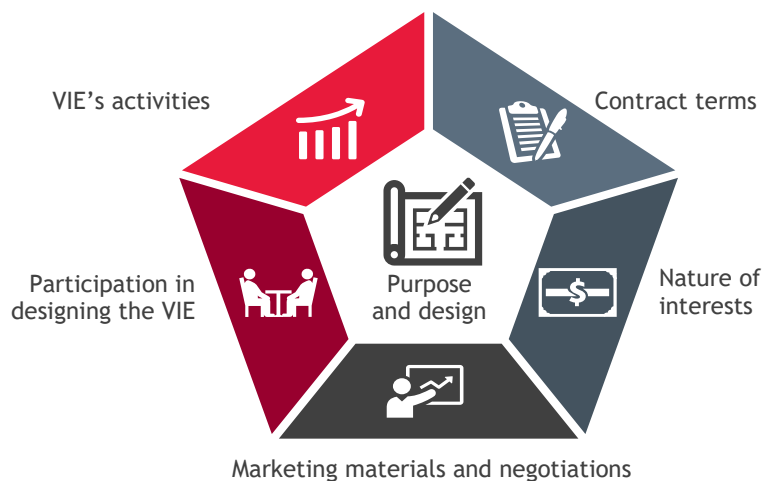 VIE’s activities
Contract terms
Purpose
and design
Participation in
designing the VIE
Nature of
interests
$
Marketing materials and negotiations